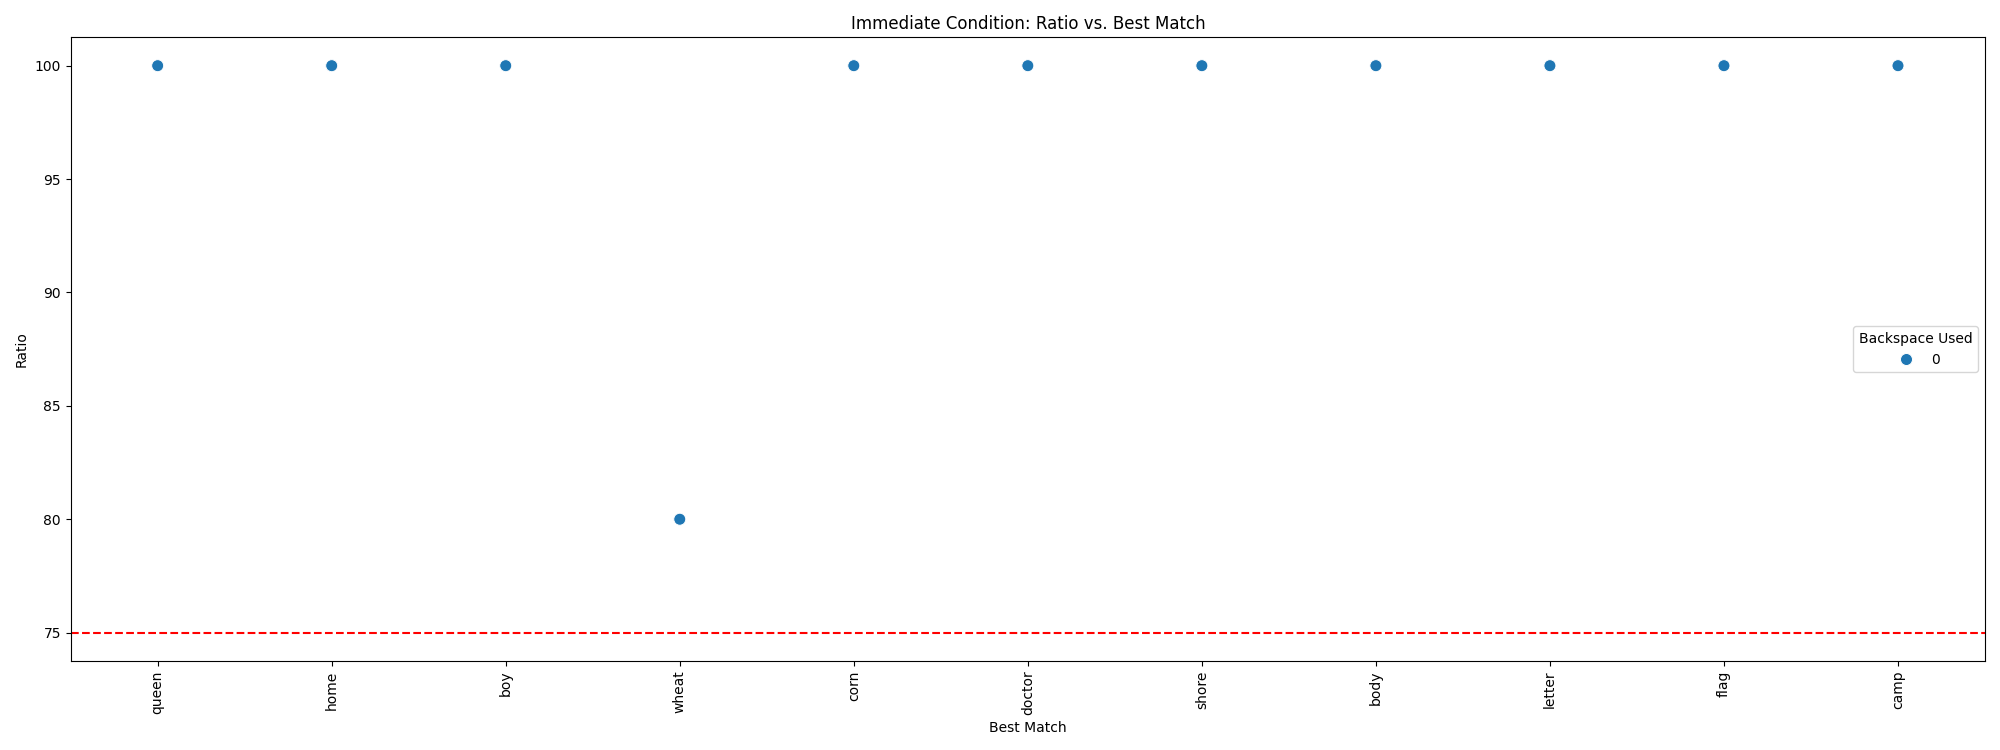 Immediate Condition: Ratio vs. Best Match
100
95
90
85
80
75
Ratio
Backspace Used
0
queen
home
boy
wheat
corn
doctor
shore
body
letter
flag
camp
Best Match